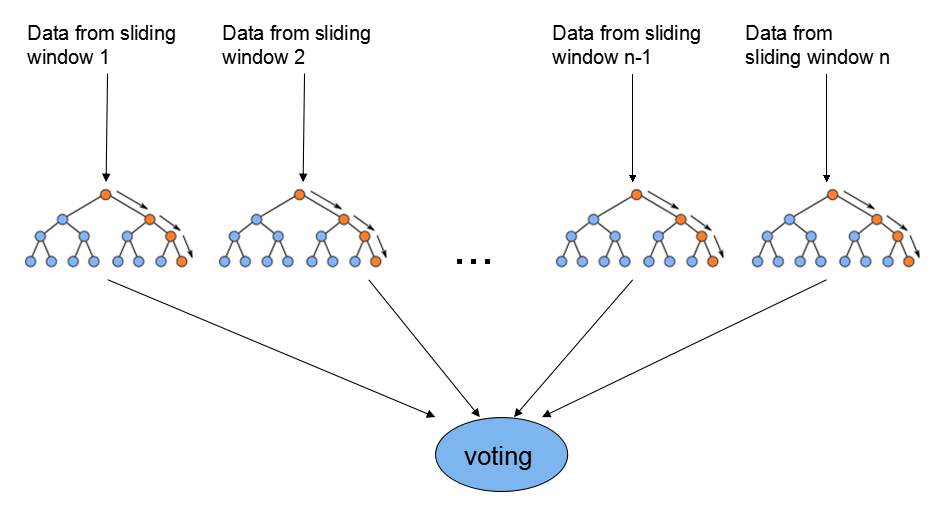 Data from sliding
window 1
Data from sliding
window 2
Data from sliding
window n-1
Data from
sliding window n
...
voting